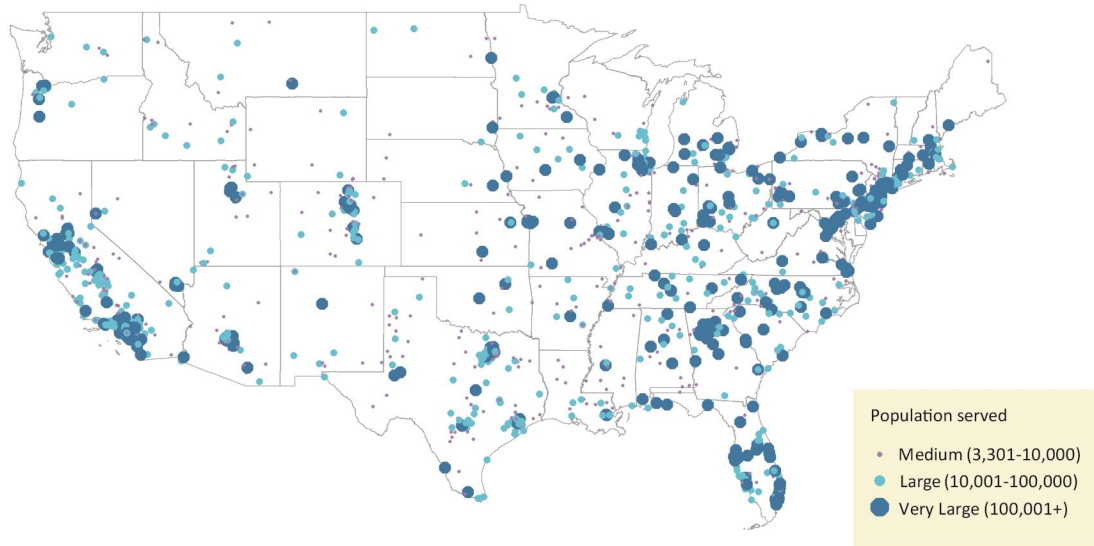 Population served
Medium (3,301-10,000)
Large (10,001-100,000)
Very Large (100,001+)